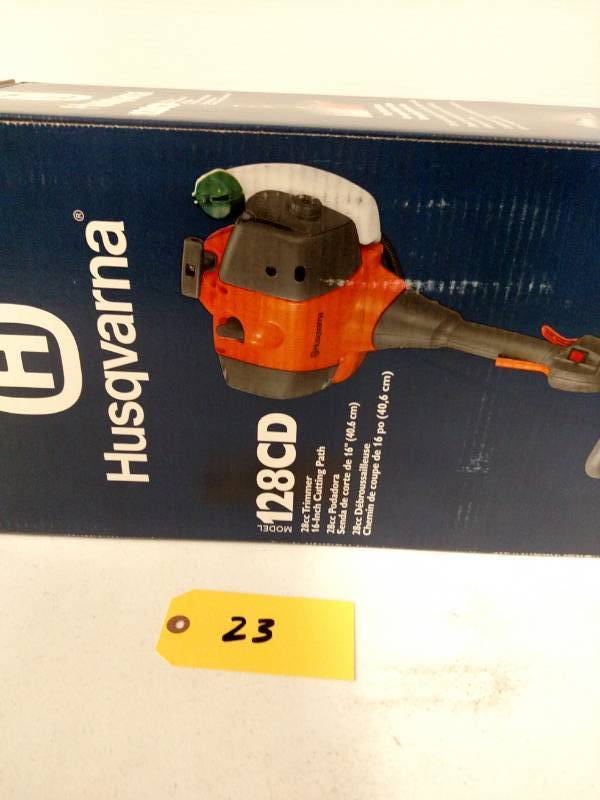 Husqvarna®
H
Husqvarna
MODEL 128CD
28cc Trimmer
16-Inch Cutting Path
28cc Podadora
Senda de corte de 16" (40.6 cm)
28cc Débroussailleuse
Chemin de coupe de 16 po (40,6 cm)
23